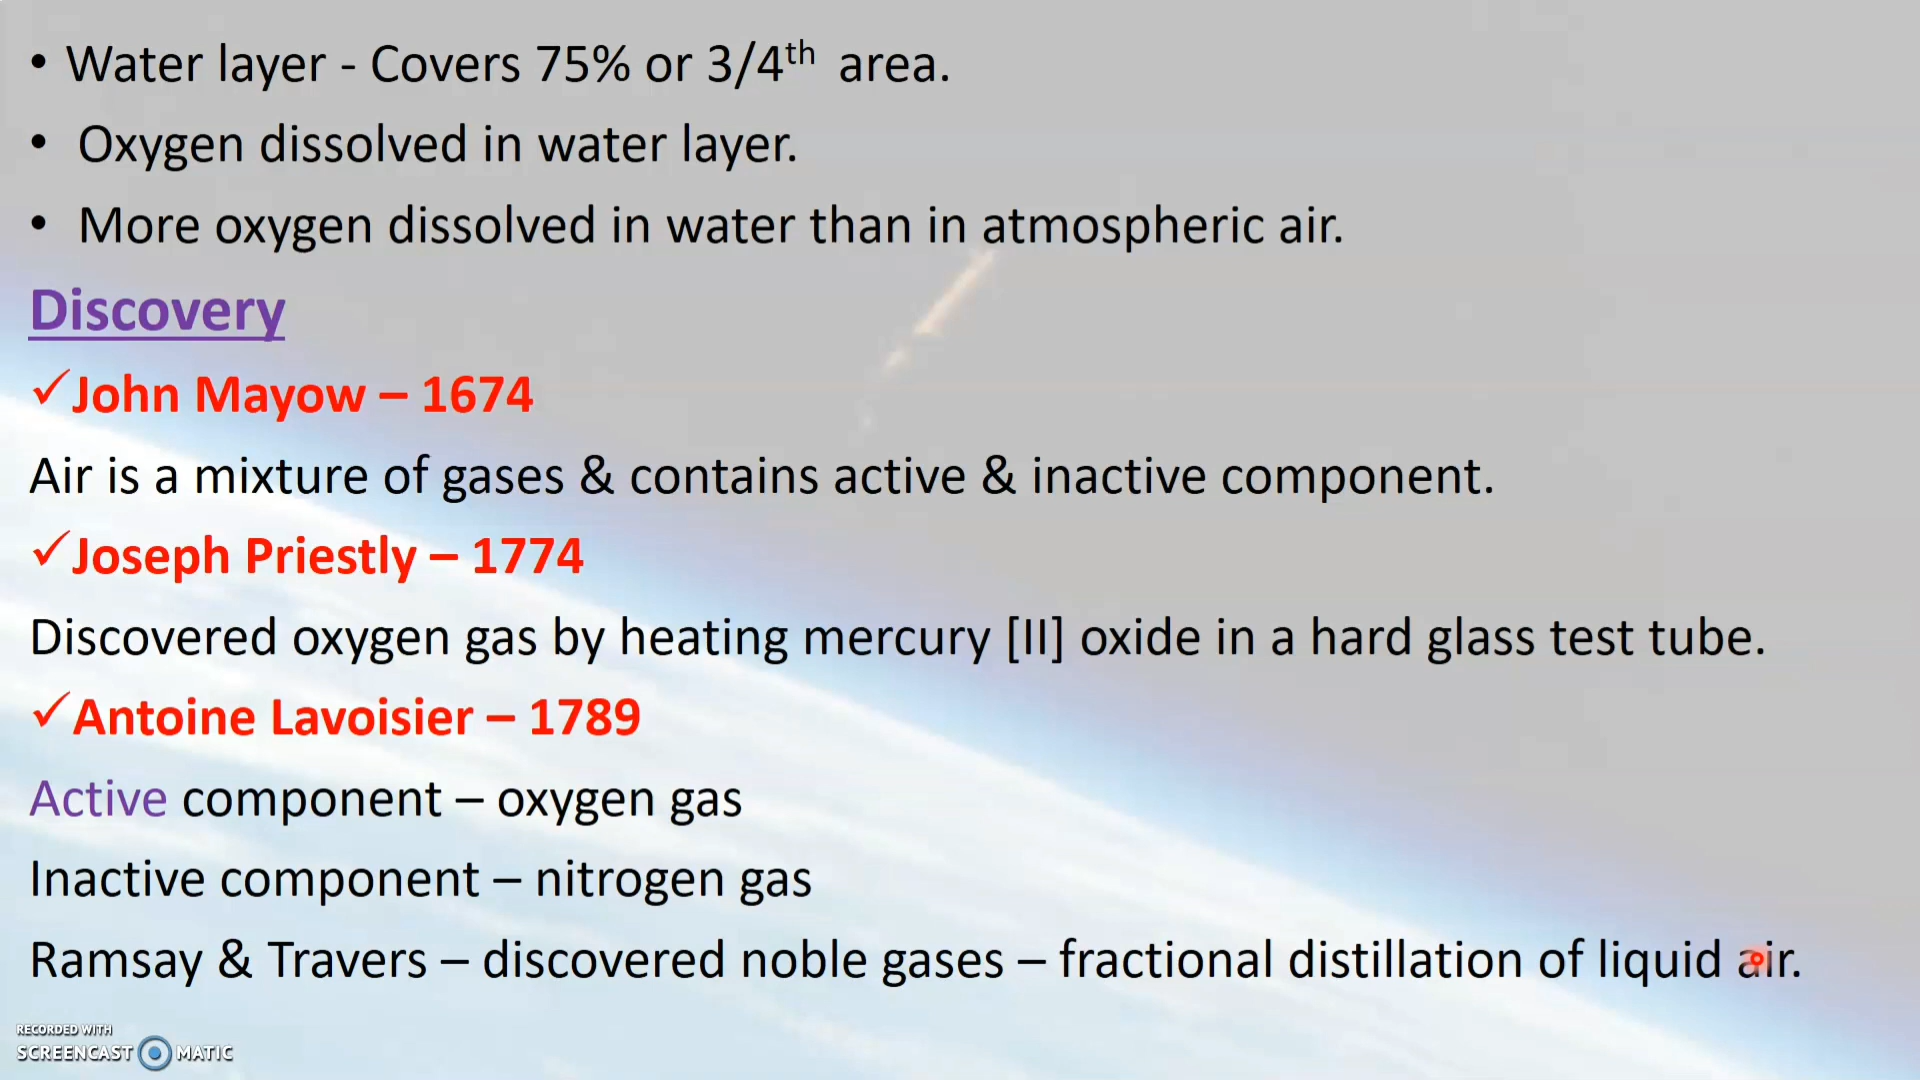 • Water layer - Covers 75% or 3/4th area.
• Oxygen dissolved in water layer.
• More oxygen dissolved in water than in atmospheric air.
Discovery
✓John Mayow – 1674
Air is a mixture of gases & contains active & inactive component.
✓Joseph Priestly – 1774
Discovered oxygen gas by heating mercury [II] oxide in a hard glass test tube.
✓Antoine Lavoisier – 1789
Active component – oxygen gas
Inactive component – nitrogen gas
Ramsay & Travers – discovered noble gases – fractional distillation of liquid air.
RECORDED WITH
SCREENCAST MATIC